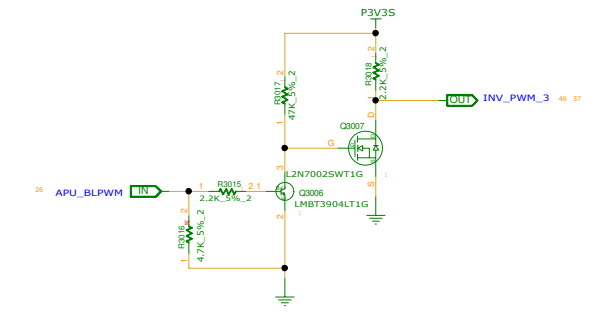 P3V3S
2
R3018
2.2K_5%_2
1
2
R3017
47K_5%_2
1
OUT
INV_PWM_3
46 37
D
Q3007
G
L2N7002SWT1G
S
1
3
26
APU_BLPWM
IN
1
R3015
2
2.2K_5%_2
1
Q3006
LMBT3904LT1G
2
1
2
R3016
4.7K_5%_2
1